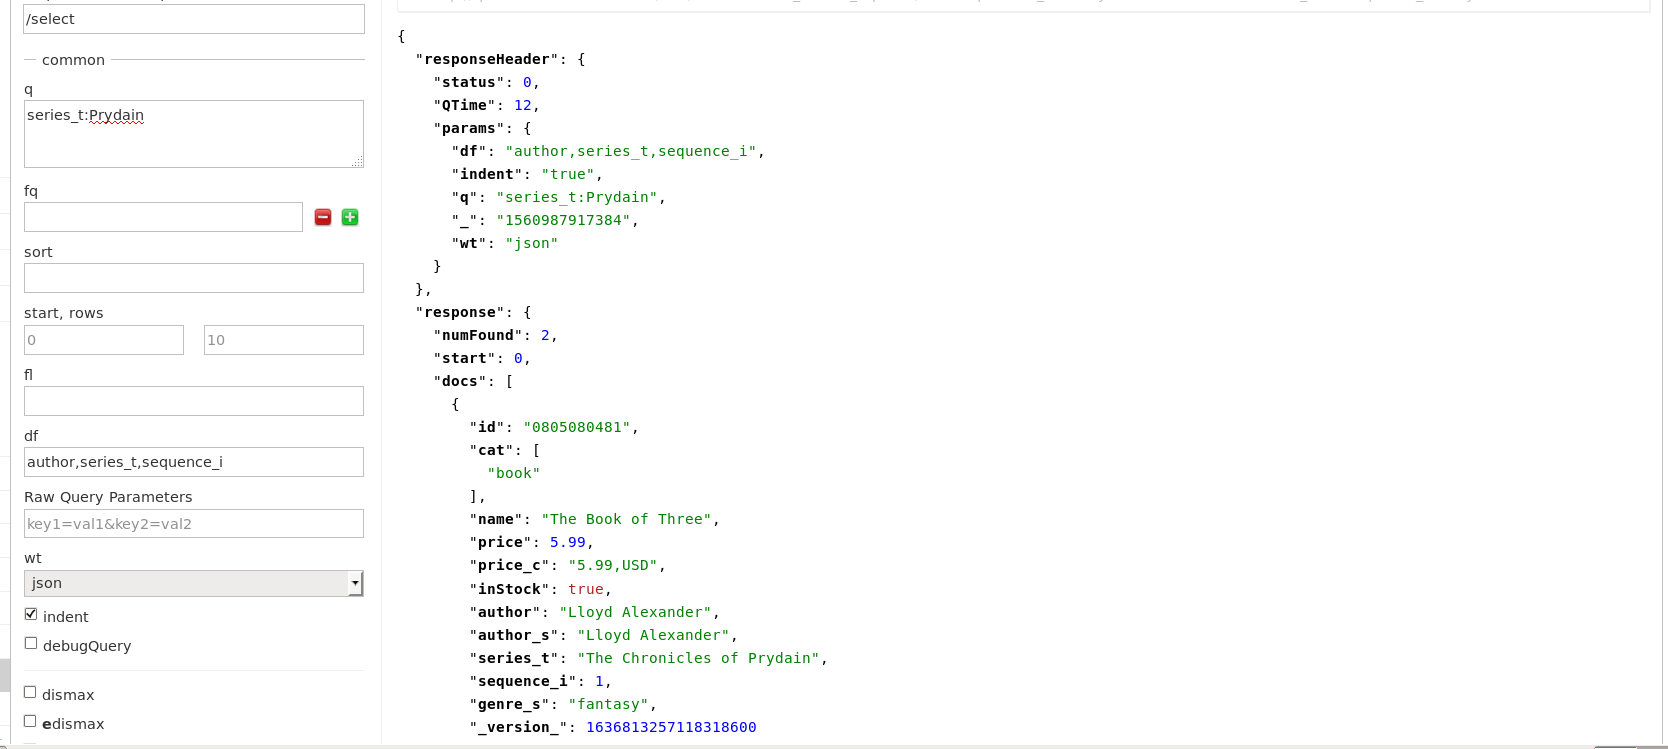 /select
common
q
series_t:Prydain
fq
sort
start, rows
0 10
fl
df
author,series_t,sequence_i
Raw Query Parameters
key1=val1&key2=val2
wt
json
indent
debugQuery
dismax
edismax
{
"responseHeader": {
"status": 0,
"QTime": 12,
"params": {
"df": "author,series_t,sequence_i",
"indent": "true",
"q": "series_t:Prydain",
"_": "1560987917384",
"wt": "json"
}
},
"response": {
"numFound": 2,
"start": 0,
"docs": [
{
"id": "0805080481",
"cat": [
"book"
],
"name": "The Book of Three",
"price": 5.99,
"price_c": "5.99,USD",
"inStock": true,
"author": "Lloyd Alexander",
"author_s": "Lloyd Alexander",
"series_t": "The Chronicles of Prydain",
"sequence_i": 1,
"genre_s": "fantasy",
"_version_": 1636813257118318600